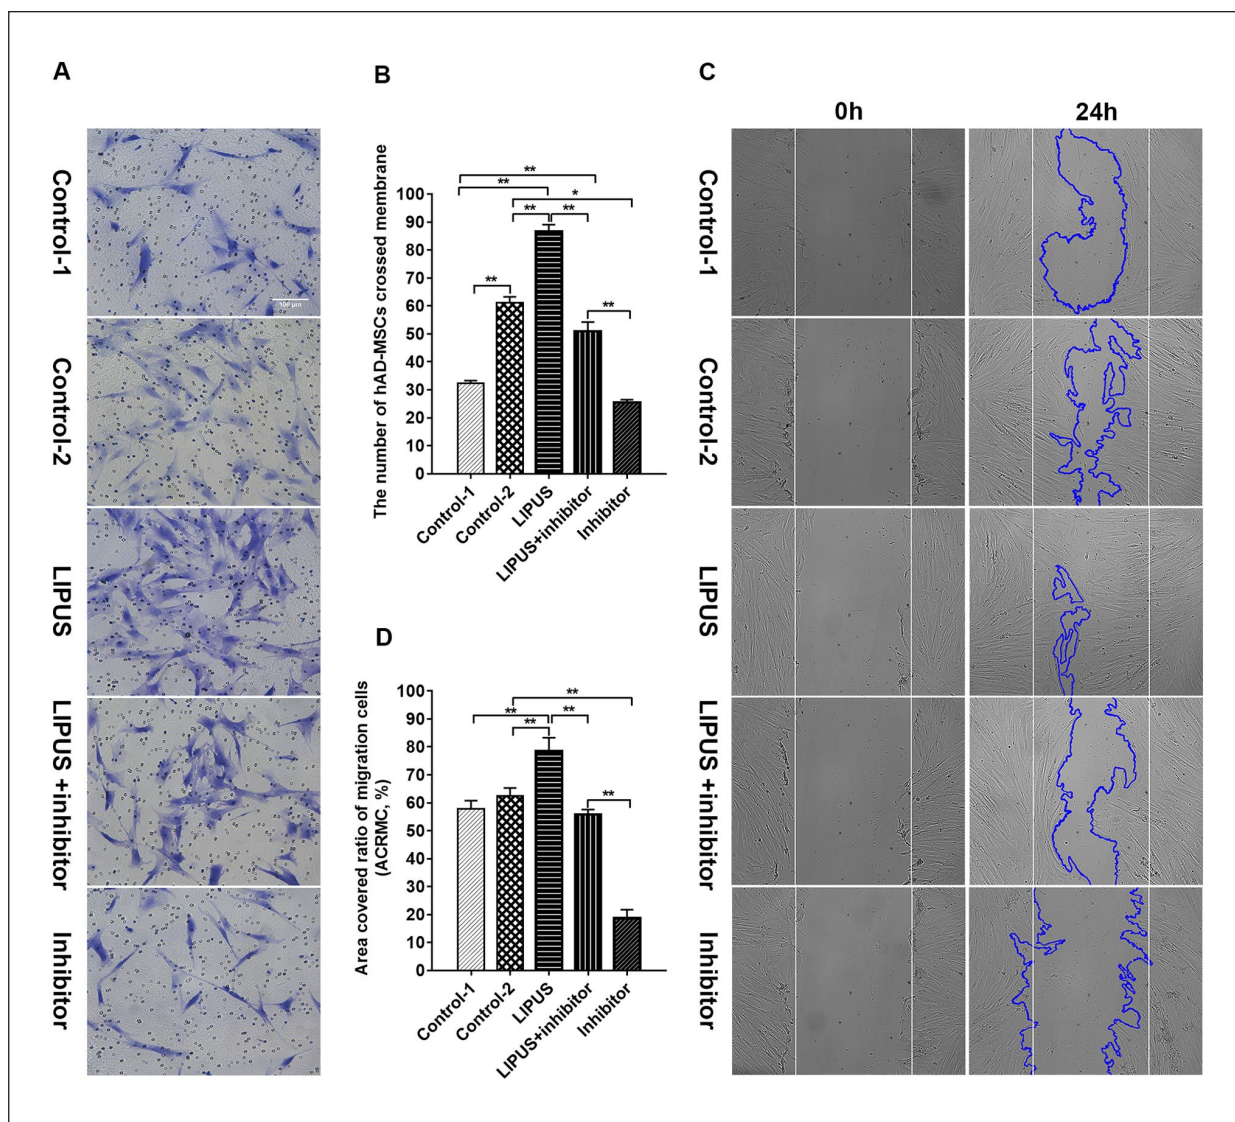 A
Control-1
Control-2
LIPUS
LIPUS +inhibitor
Inhibitor
100 μm
B
The number of hAD-MSCs crossed membrane
100
90
80
70
60
50
40
30
20
10
0
**
**
*
**
**
**
**
Control-1
Control-2
LIPUS
LIPUS+inhibitor
Inhibitor
D
Area covered ratio of migration cells
(ACRMC, %)
100
90
80
70
60
50
40
30
20
10
0
**
**
**
**
**
Control-1
Control-2
LIPUS
LIPUS+inhibitor
Inhibitor
C
0h
24h
Control-1
Control-2
LIPUS
LIPUS +inhibitor
Inhibitor